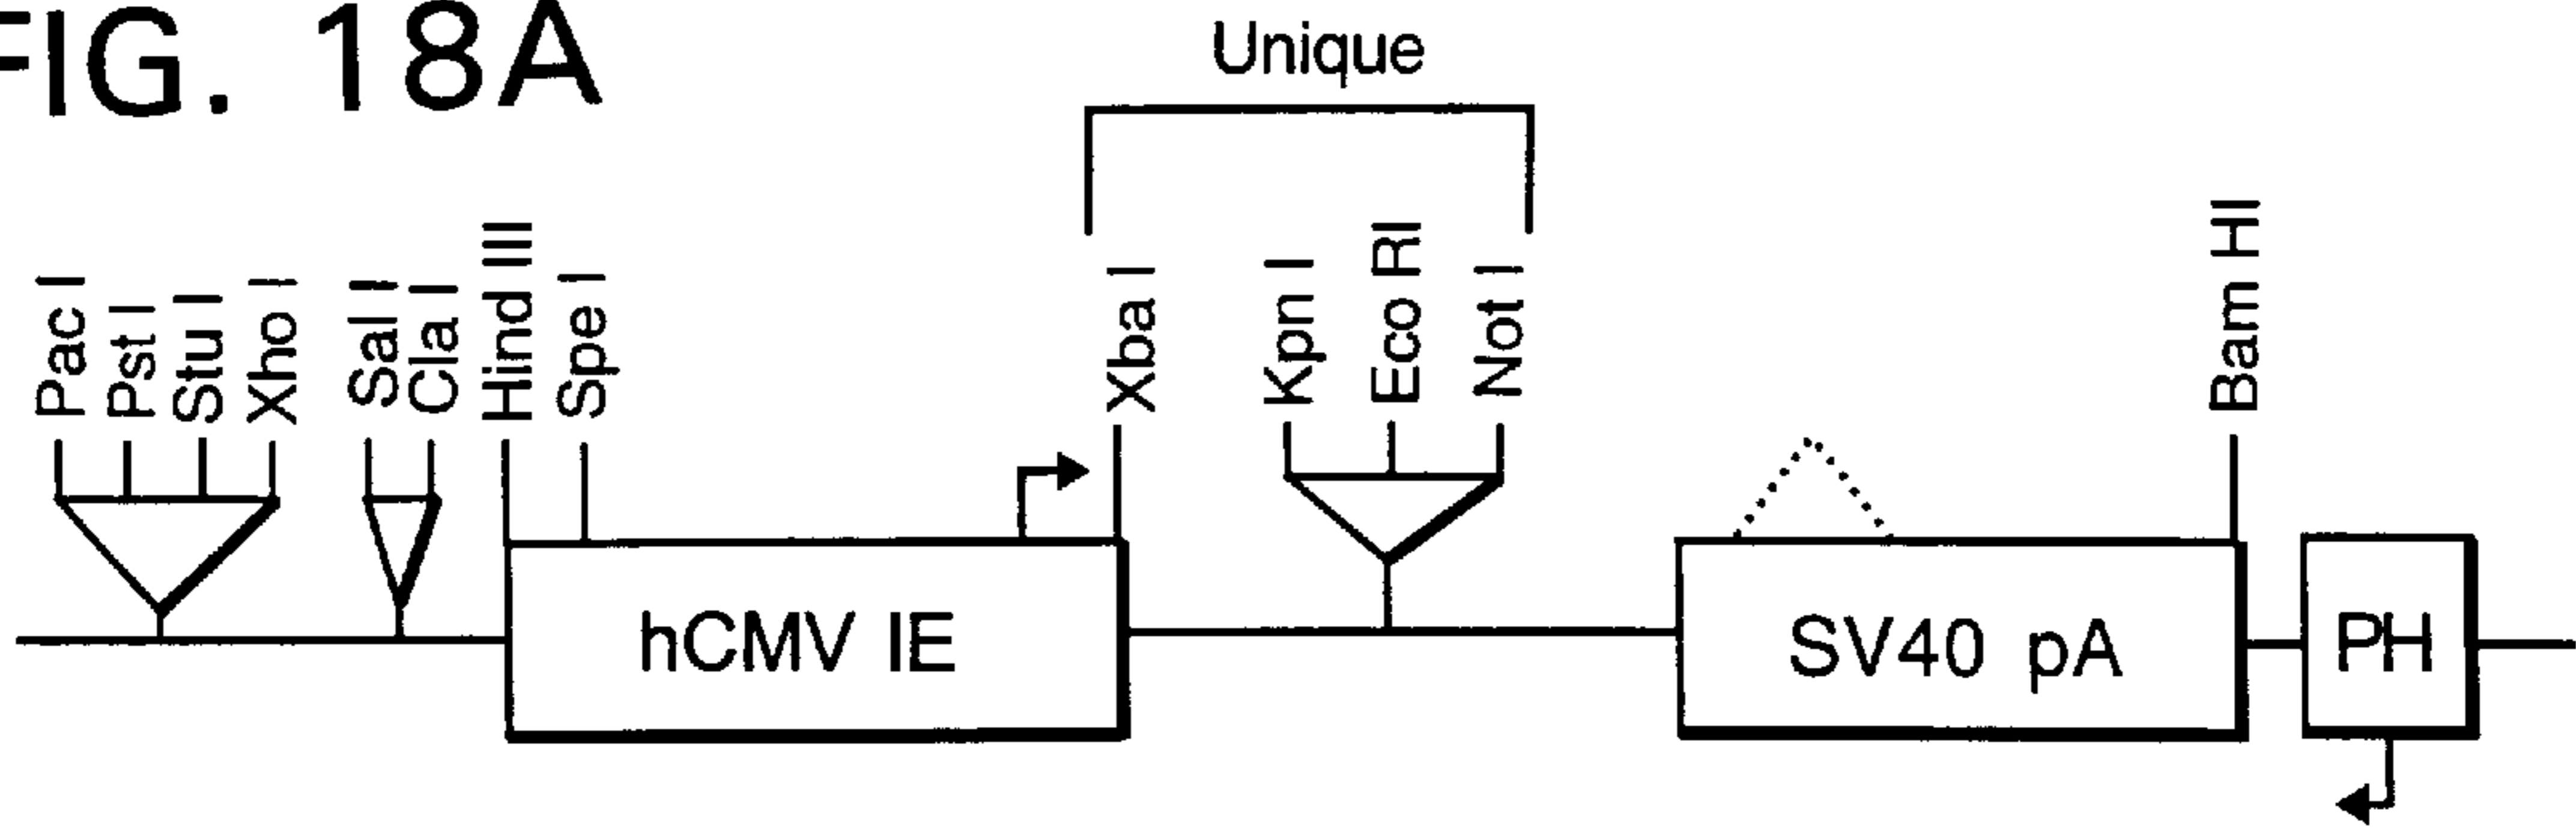 FIG. 18A
Unique
Pac I
Pst I
Stu I
Xho I
Sal I
Cla I
Hind III
Spe I
Xba I
Kpn I
Eco RI
Not I
Bam HI
hCMV IE
SV40 pA
PH